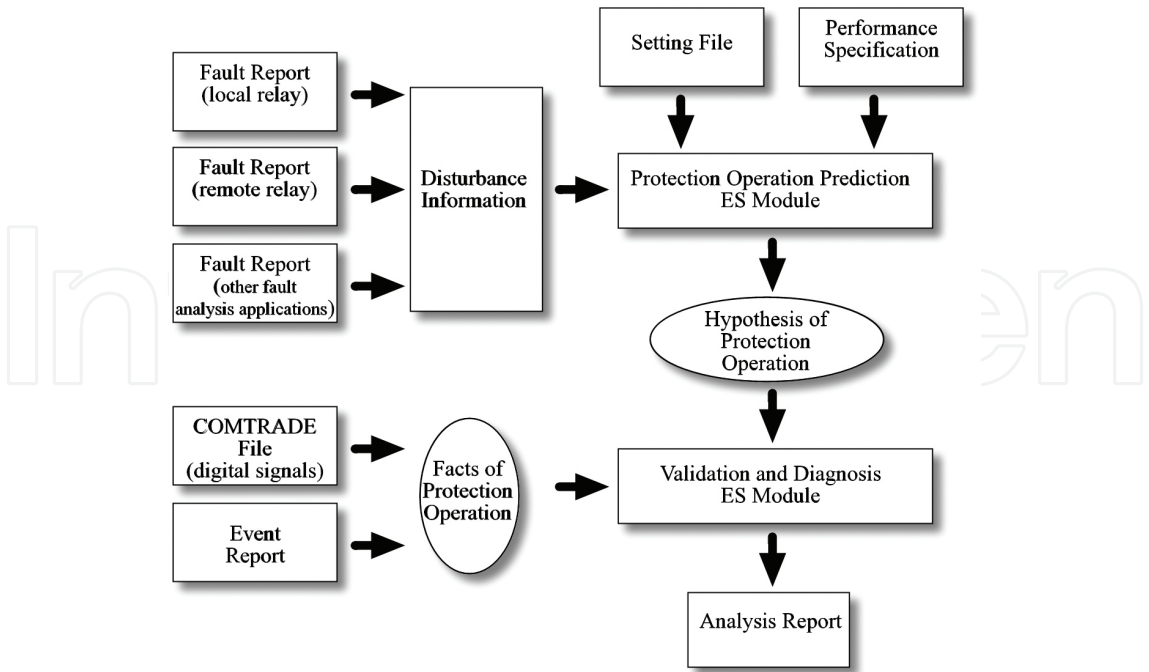 Setting File
Performance
Specification
Fault Report
(local relay)
Fault Report
(remote relay)
Fault Report
(other fault
analysis applications)
Disturbance
Information
Protection Operation Prediction
ES Module
Hypothesis of
Protection
Operation
COMTRADE
File
(digital signals)
Event
Report
Facts of
Protection
Operation
Validation and Diagnosis
ES Module
Analysis Report
In
en